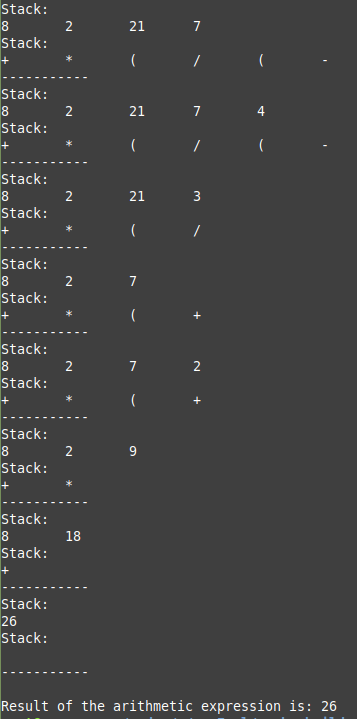 Stack:
8 2 21 7
Stack:
+ * ( / ( -
-----------
Stack:
8 2 21 7 4
Stack:
+ * ( / ( -
-----------
Stack:
8 2 21 3
Stack:
+ * ( /
-----------
Stack:
8 2 7
Stack:
+ * ( +
-----------
Stack:
8 2 7 2
Stack:
+ * ( +
-----------
Stack:
8 2 9
Stack:
+ *
-----------
Stack:
8 18
Stack:
+
-----------
Stack:
26
Stack:
-----------
Result of the arithmetic expression is: 26